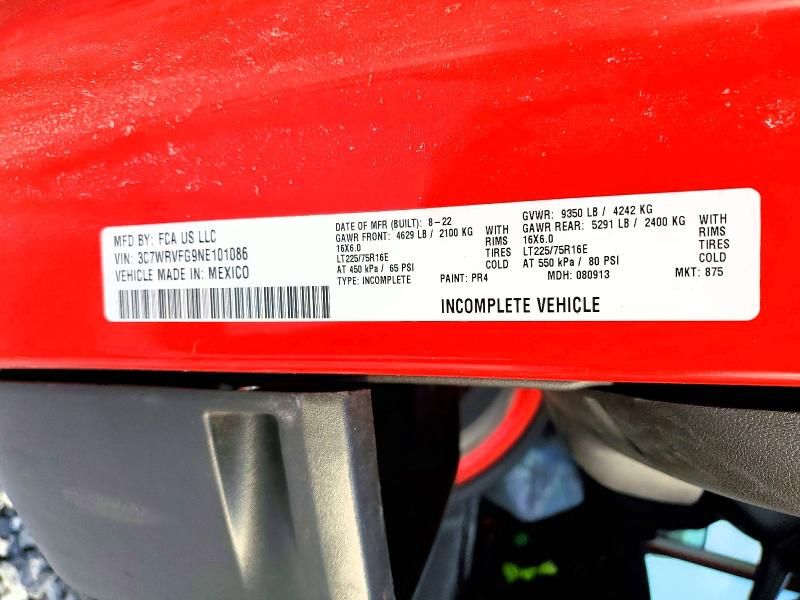 MFD BY: FCA US LLC
VIN: 3C7WRVFG9NE101086
VEHICLE MADE IN: MEXICO
DATE OF MFR (BUILT): 8-22
GAWR FRONT: 4629 LB / 2100 KG WITH
16X6.0 RIMS
LT225/75R16E TIRES
AT 450 kPa / 65 PSI COLD
TYPE: INCOMPLETE
GVWR: 9350 LB / 4242 KG
GAWR REAR: 5291 LB / 2400 KG WITH
16X6.0 RIMS
LT225/75R16E TIRES
AT 550 kPa / 80 PSI COLD
PAINT: PR4 MDH: 080913 MKT: 875
INCOMPLETE VEHICLE